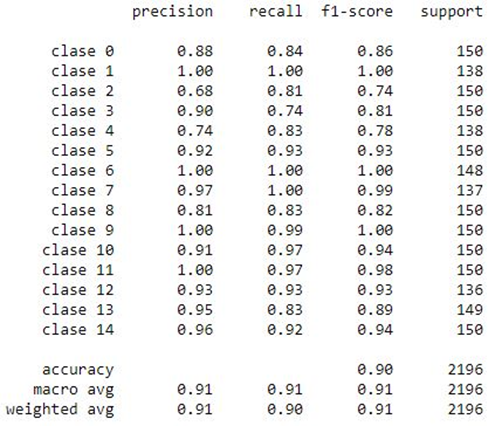 precision recall f1-score support
clase 0 0.88 0.84 0.86 150
clase 1 1.00 1.00 1.00 138
clase 2 0.68 0.81 0.74 150
clase 3 0.90 0.74 0.81 150
clase 4 0.74 0.83 0.78 138
clase 5 0.92 0.93 0.93 150
clase 6 1.00 1.00 1.00 148
clase 7 0.97 1.00 0.99 137
clase 8 0.81 0.83 0.82 150
clase 9 1.00 0.99 1.00 150
clase 10 0.91 0.97 0.94 150
clase 11 1.00 0.97 0.98 150
clase 12 0.93 0.93 0.93 136
clase 13 0.95 0.83 0.89 149
clase 14 0.96 0.92 0.94 150
accuracy 0.90 2196
macro avg 0.91 0.91 0.91 2196
weighted avg 0.91 0.90 0.91 2196